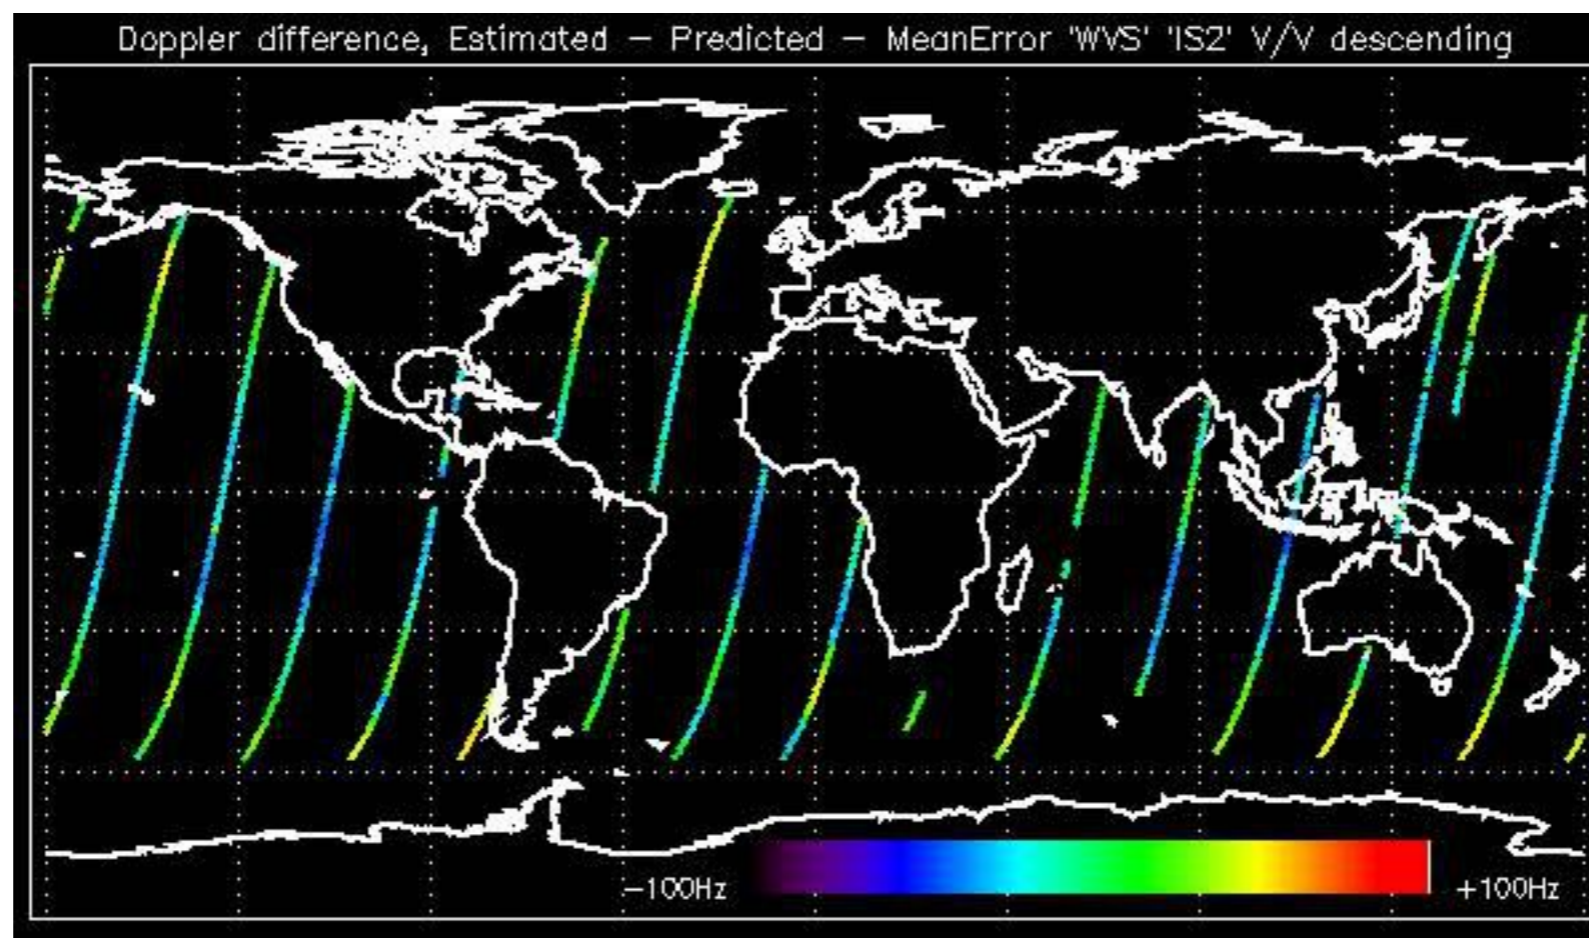 Doppler difference, Estimated – Predicted – MeanError 'WVS' 'IS2' V/V descending
−100Hz +100Hz